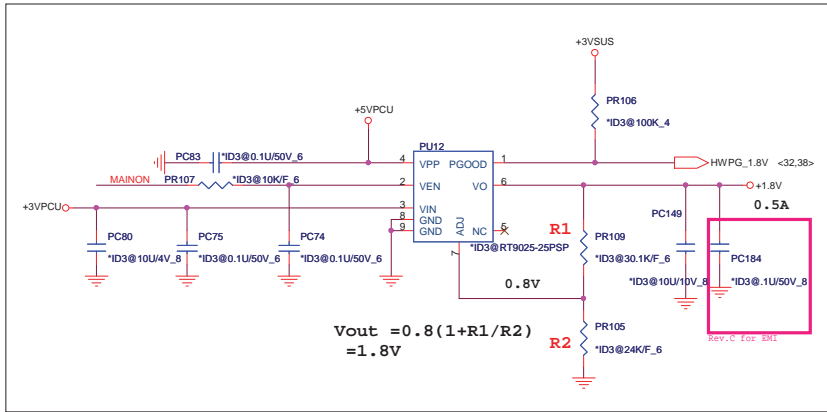 +3VSUS
PR106
*ID3@100K_4
+5VPCU
PU12
PC83
*ID3@0.1U/50V_6
4
VPP
PGOOD
1
HWPG_1.8V
<32,38>
MAINON
PR107
*ID3@10K/F_6
2
VEN
VO
6
+1.8V
0.5A
+3VPCU
3
VIN
8
GND
9
GND
ADJ
NC
5
7
*ID3@RT9025-25PSP
PC80
*ID3@10U/4V_8
PC75
*ID3@0.1U/50V_6
PC74
*ID3@0.1U/50V_6
R1
PR109
*ID3@30.1K/F_6
PC149
*ID3@10U/10V_8
PC184
*ID3@.1U/50V_8
0.8V
Vout =0.8(1+R1/R2)
=1.8V
R2
PR105
*ID3@24K/F_6
Rev.C for EMI